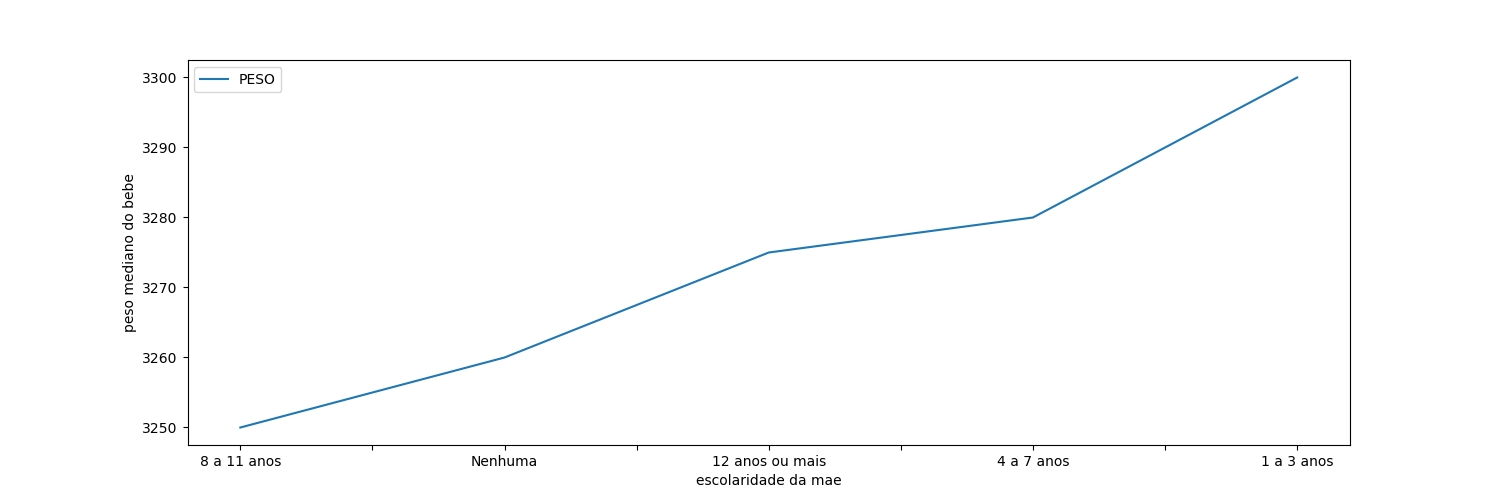 PESO
3300
3290
3280
3270
3260
3250
peso mediano do bebe
8 a 11 anos
Nenhuma
12 anos ou mais
4 a 7 anos
1 a 3 anos
escolaridade da mae